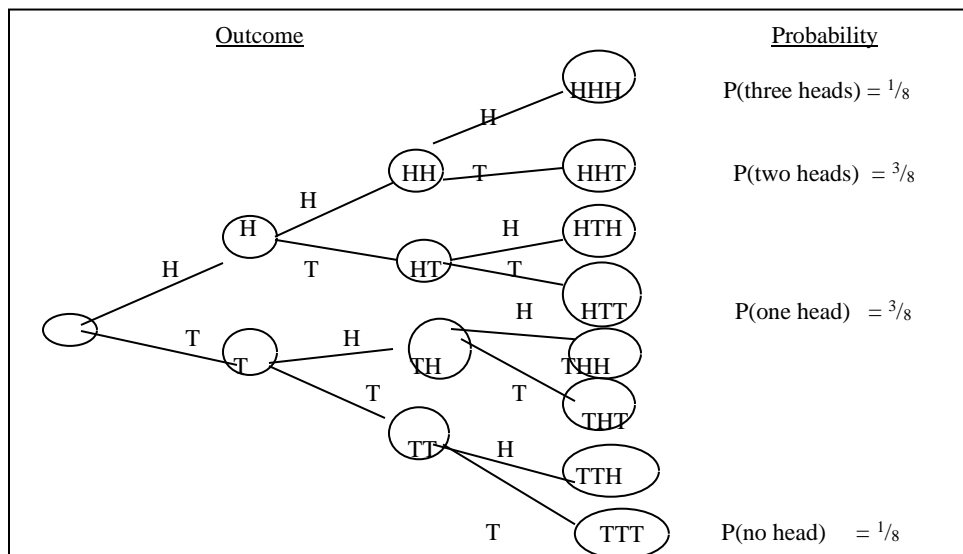 Outcome Probability
HHH P(three heads) = 1/8
H
HH T HHT P(two heads) = 3/8
H
H H HTH
H T HT T
HTT
H P(one head) = 3/8
T H
T TH THH
T T
THT
TT H
TTH
T TTT P(no head) = 1/8